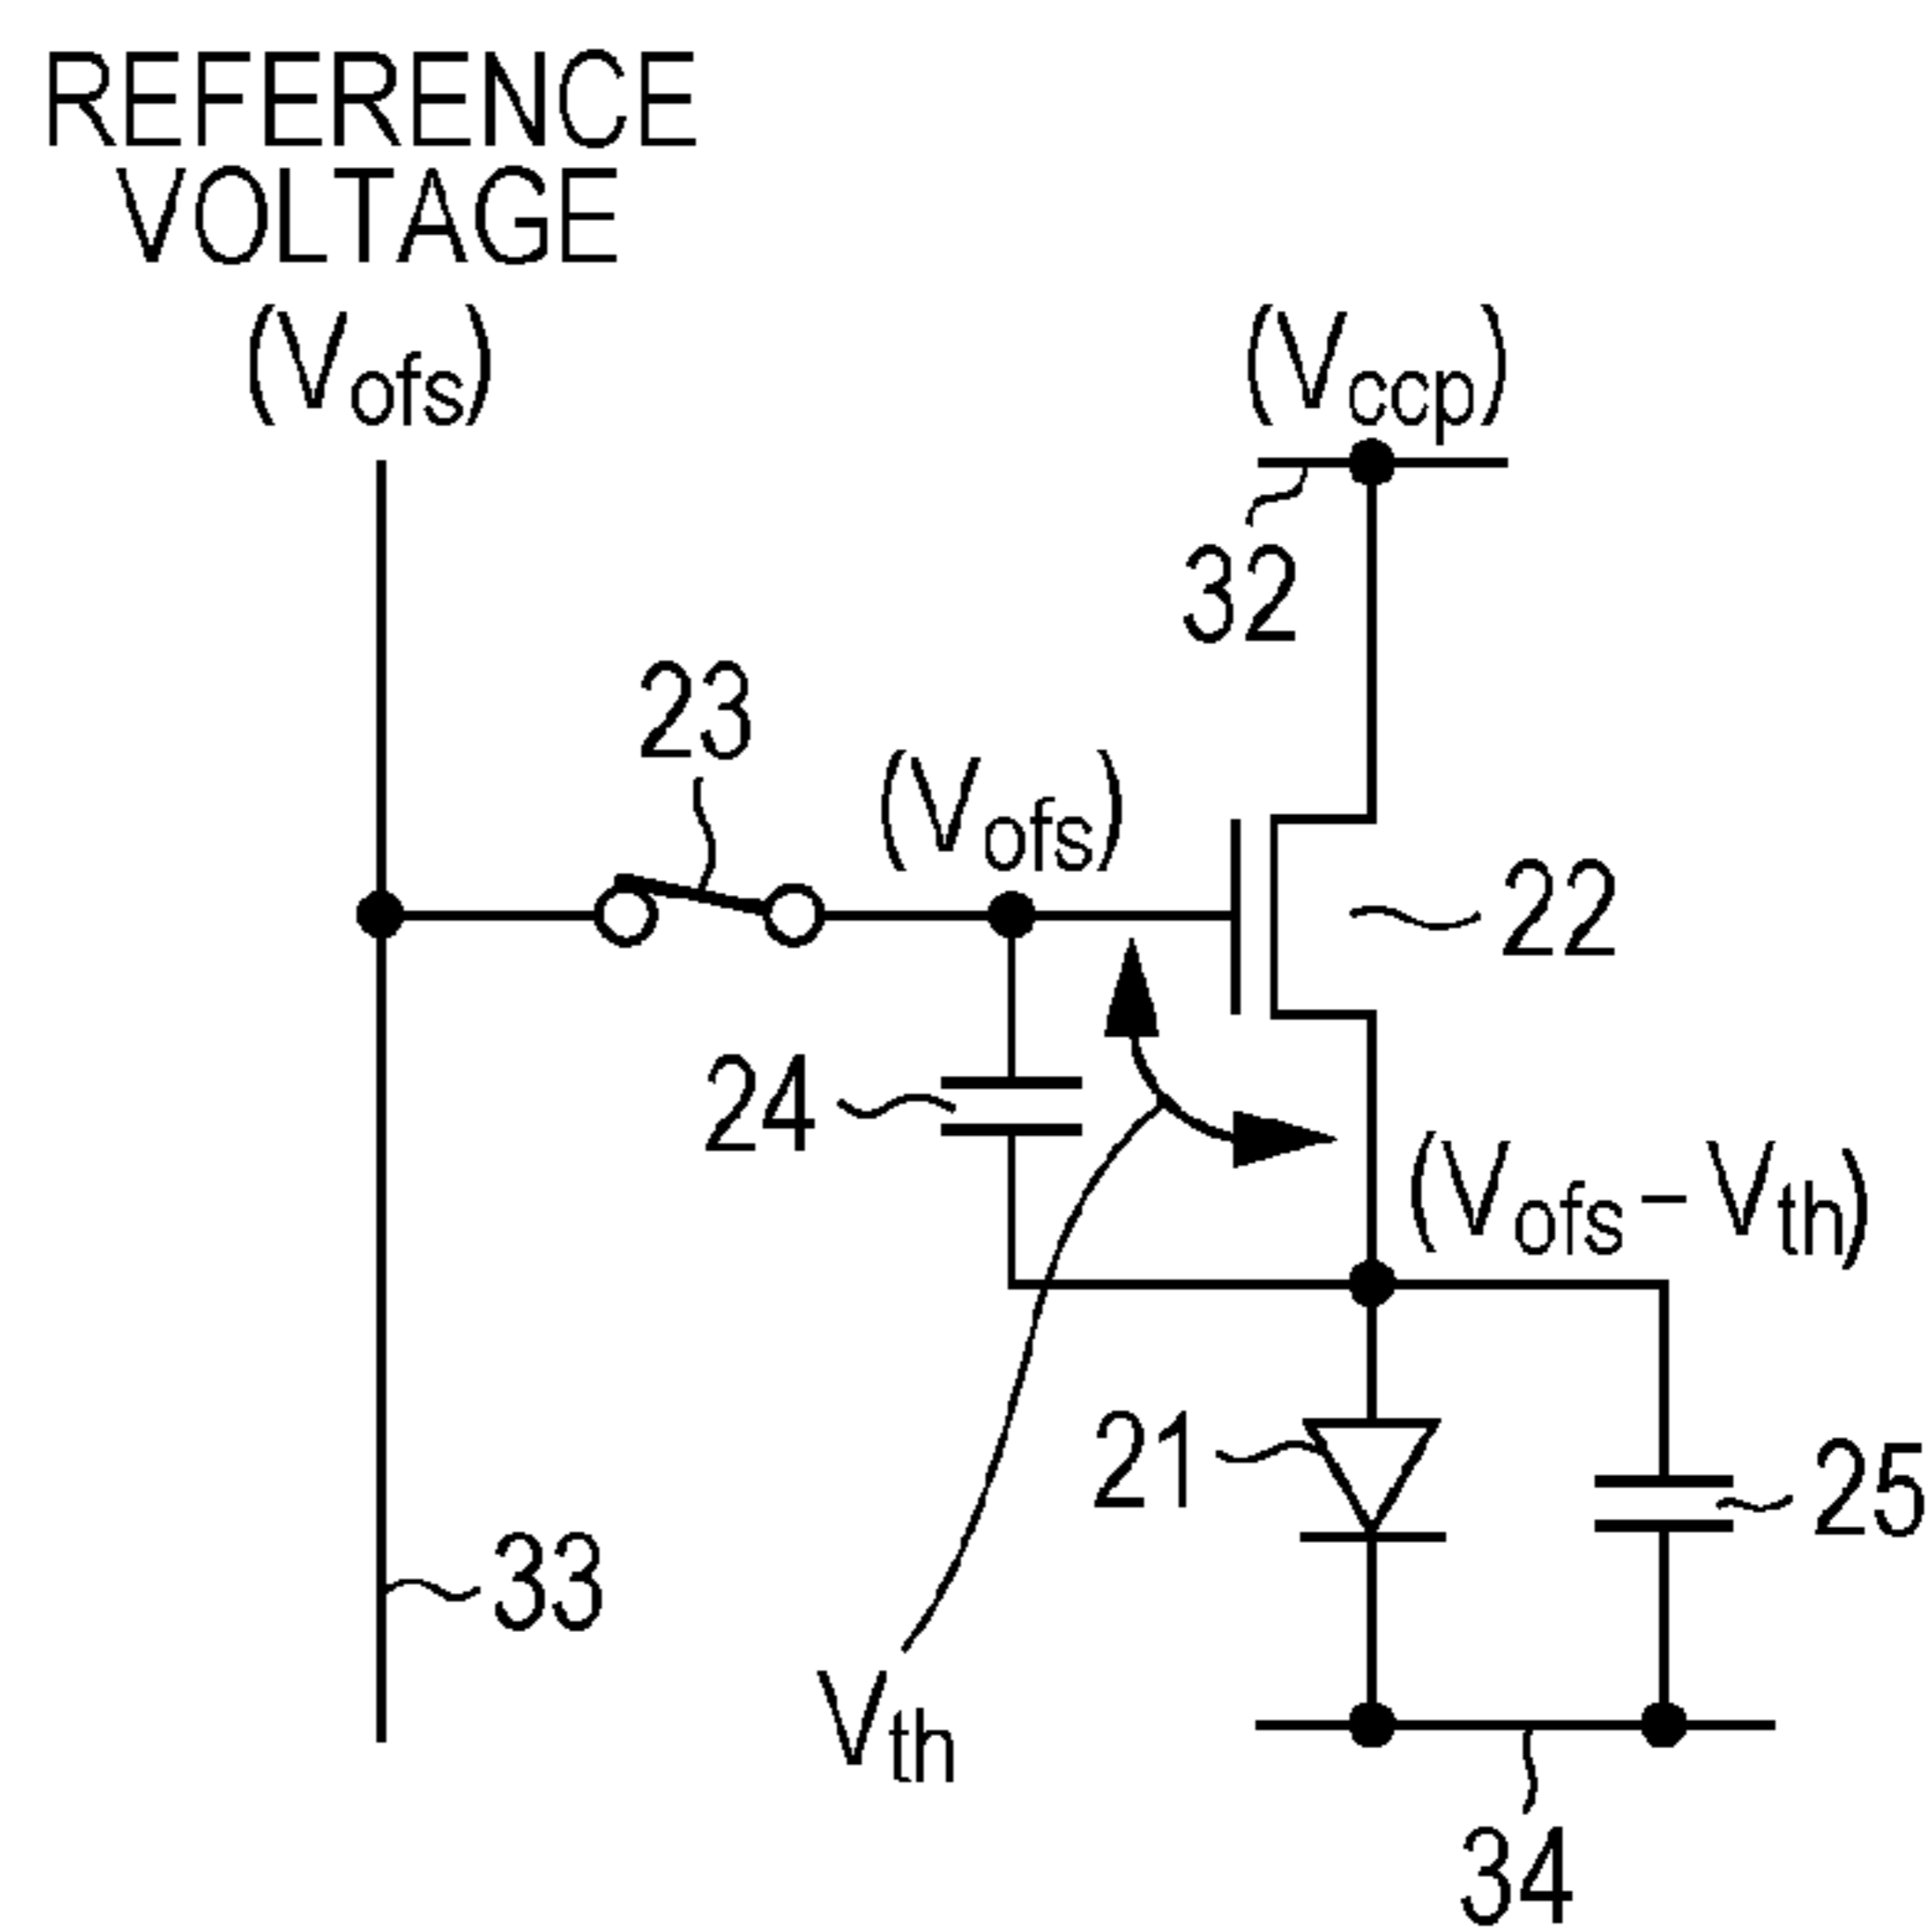 REFERENCE
VOLTAGE
(Vofs)
(Vccp)
32
23
(Vofs)
22
24
(Vofs – Vth)
21
25
33
Vth
34